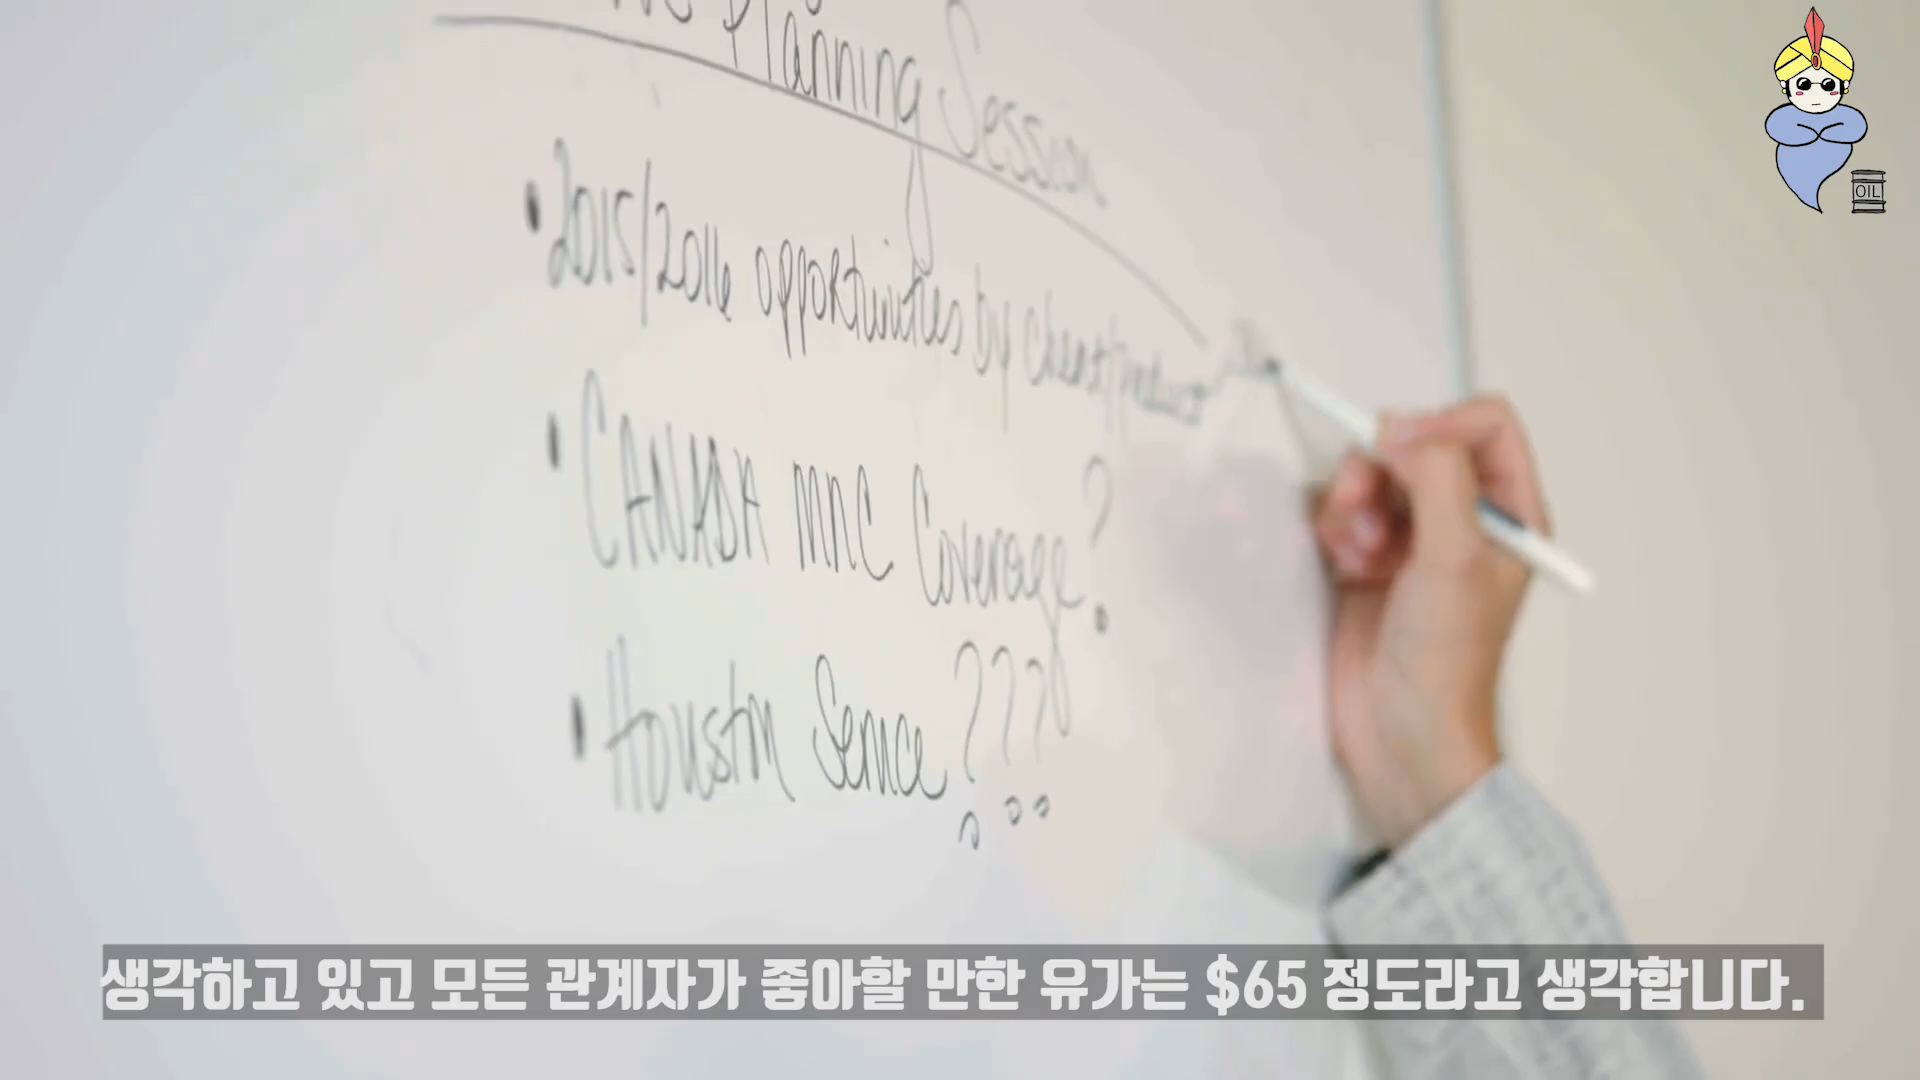 Planning Session
OIL
• 2015/2016 opportunities by client/product
• CANADA MNC Coverage?
• Houston Service ????
생각하고 있고 모든 관계자가 좋아할 만한 유가는 $65 정도라고 생각합니다.